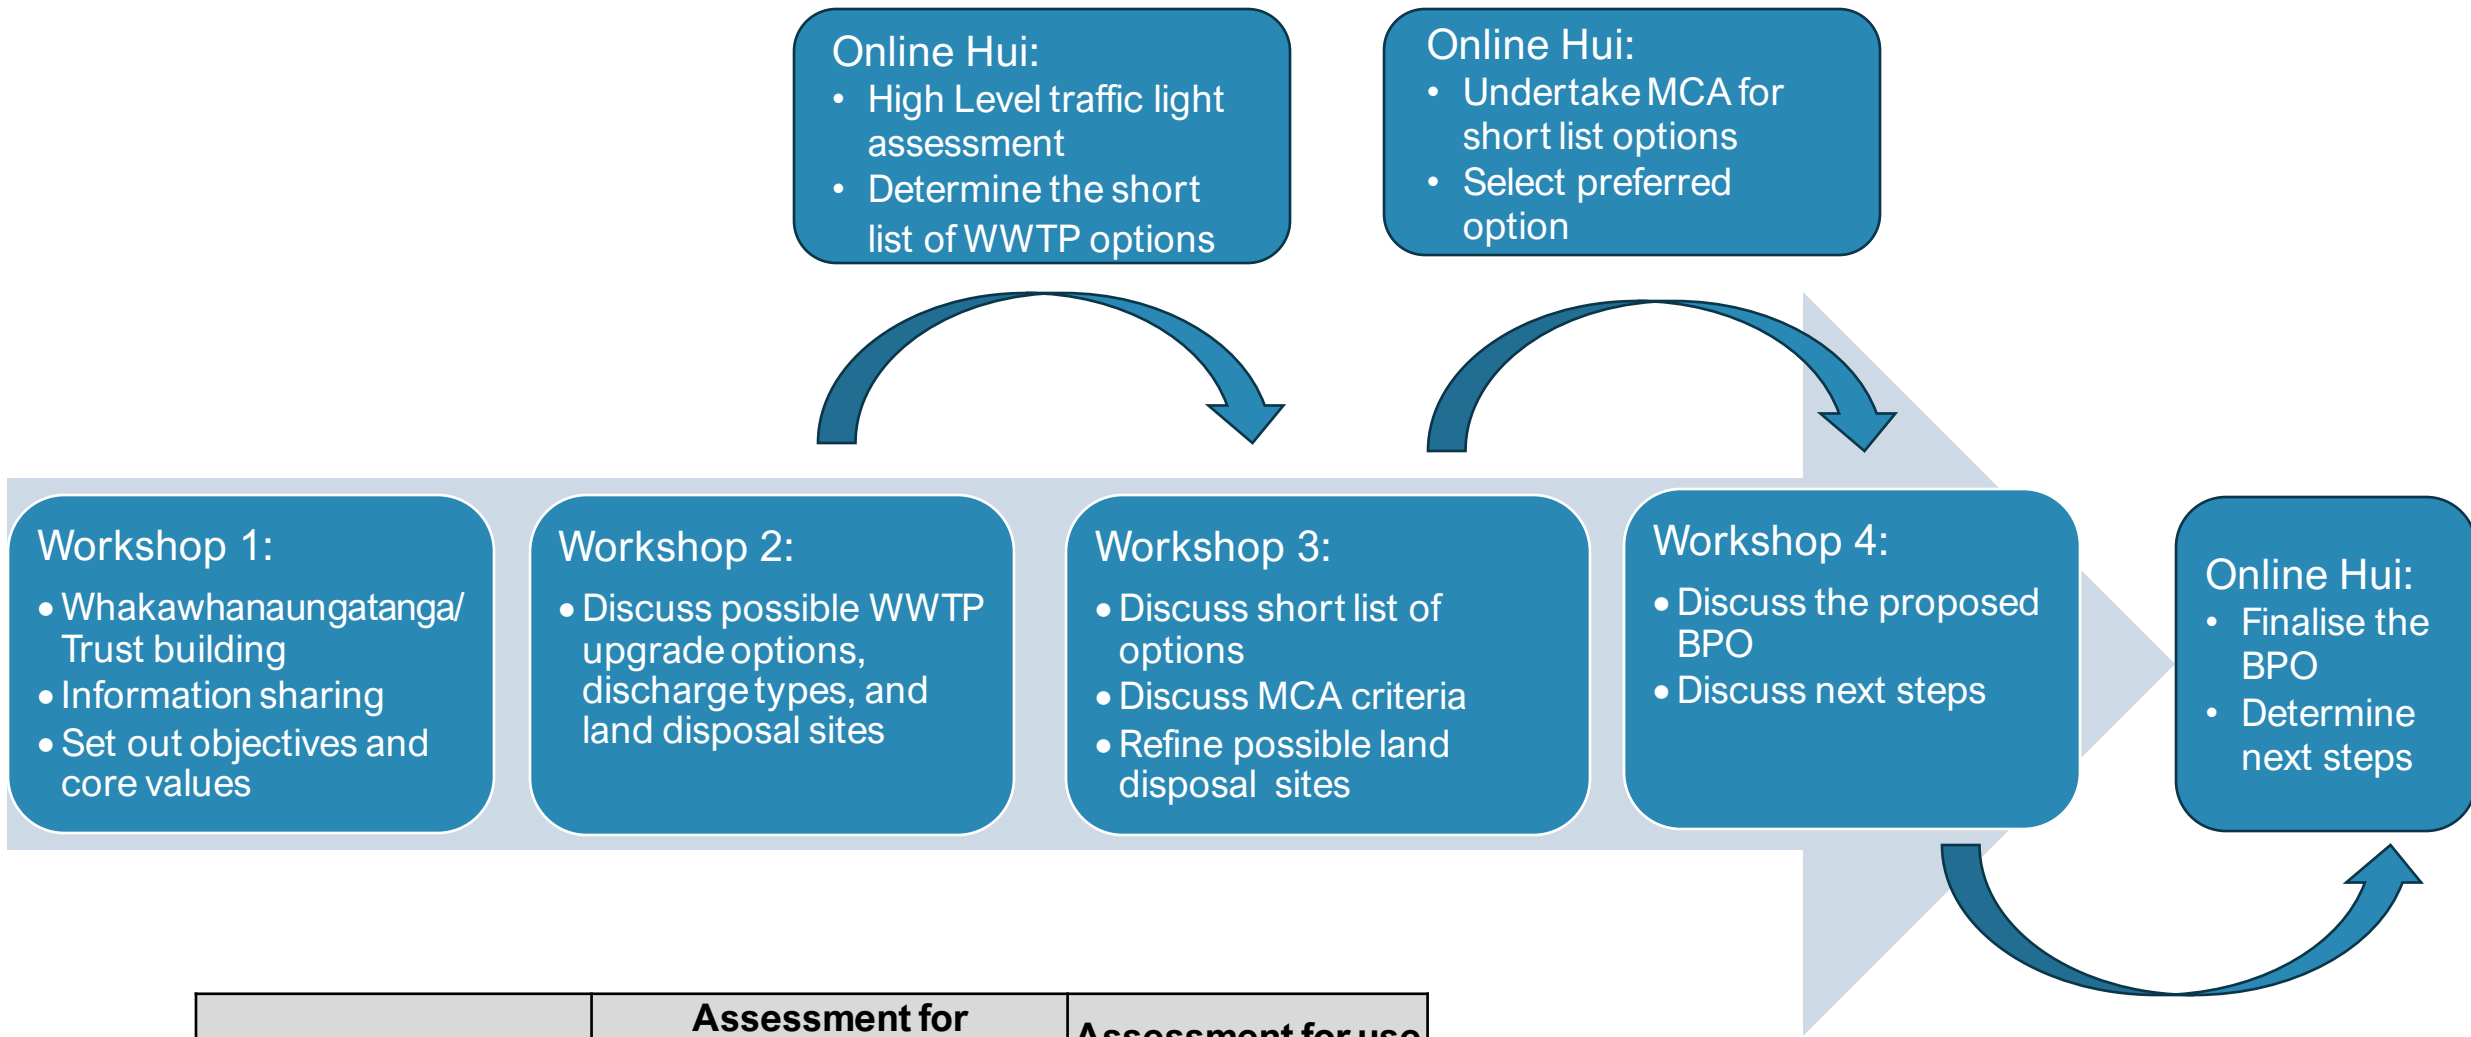 Online Hui:
• High Level traffic light
assessment
• Determine the short
list of WWTP options
Online Hui:
• Undertake MCA for
short list options
• Select preferred
option
Workshop 1:
• Whakawhanaungatanga/
Trust building
• Information sharing
• Set out objectives and
core values
Workshop 2:
• Discuss possible WWTP
upgrade options,
discharge types, and
land disposal sites
Workshop 3:
• Discuss short list of
options
• Discuss MCA criteria
• Refine possible land
disposal sites
Workshop 4:
• Discuss the proposed
BPO
• Discuss next steps
Online Hui:
• Finalise the
BPO
• Determine
next steps
Assessment for
Assessment for use